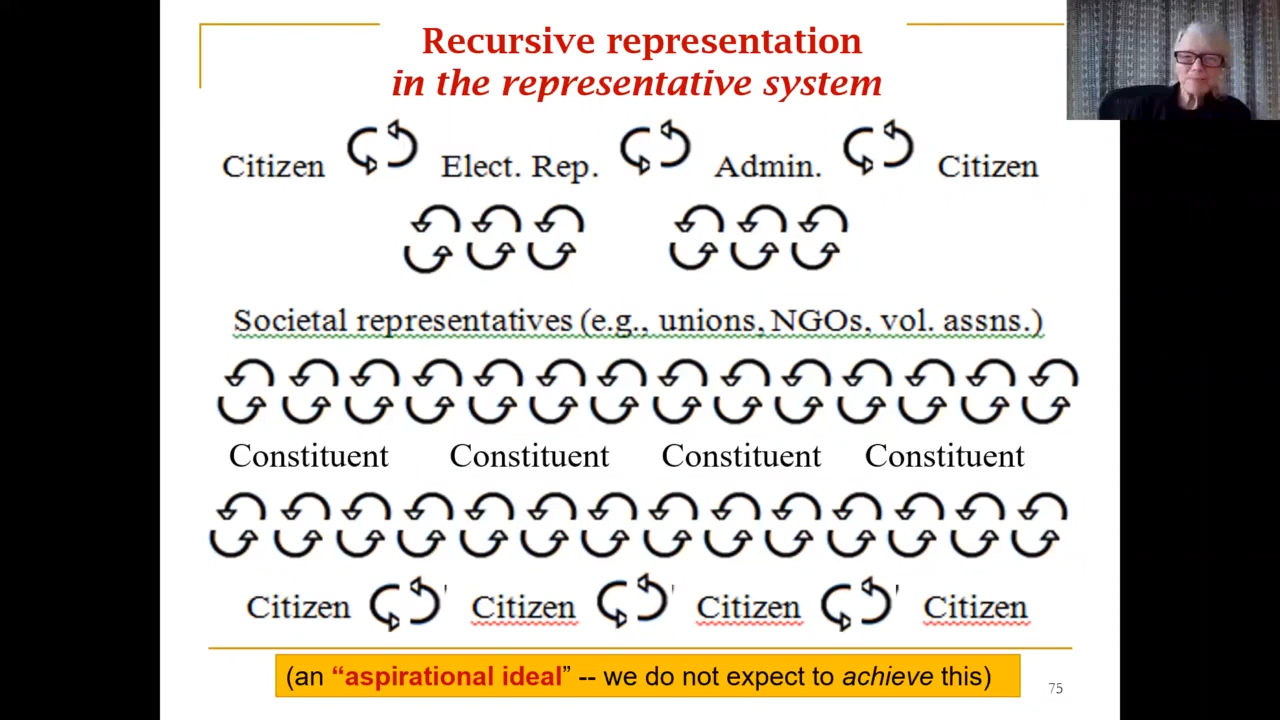 Recursive representation
in the representative system
Citizen Elect. Rep. Admin. Citizen
Societal representatives (e.g., unions, NGOs, vol. assns.)
Constituent Constituent Constituent Constituent
Citizen ' Citizen ' Citizen ' Citizen
(an “aspirational ideal” -- we do not expect to achieve this)
75